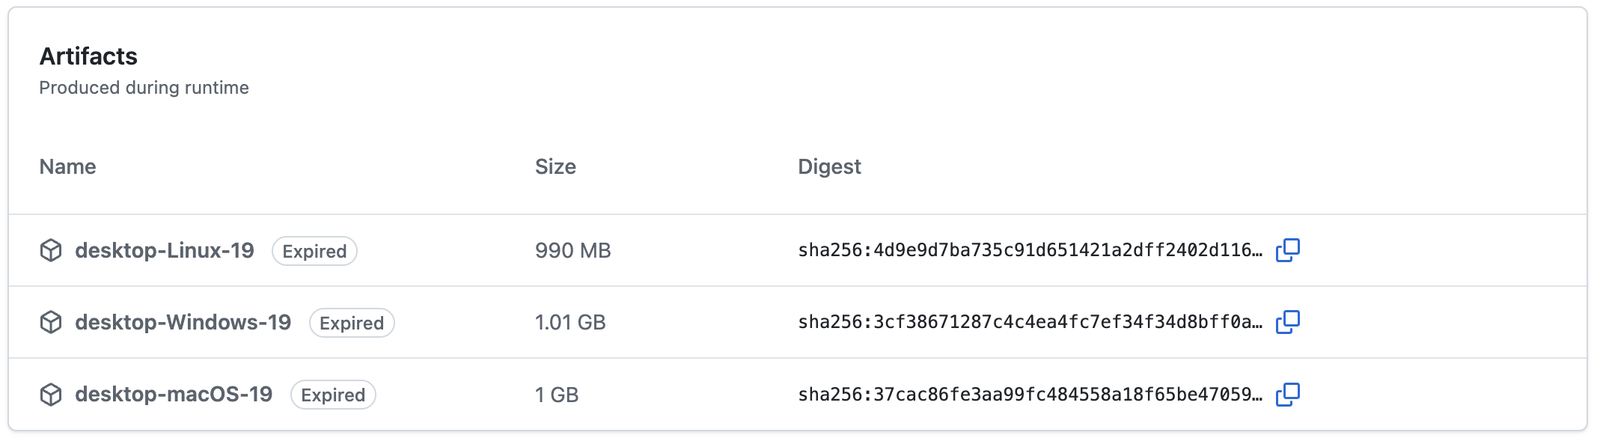 Artifacts
Produced during runtime
Name Size Digest
desktop-Linux-19 Expired 990 MB sha256:4d9e9d7ba735c91d651421a2dff2402d116…
desktop-Windows-19 Expired 1.01 GB sha256:3cf38671287c4c4ea4fc7ef34f34d8bff0a…
desktop-macOS-19 Expired 1 GB sha256:37cac86fe3aa99fc484558a18f65be47059…